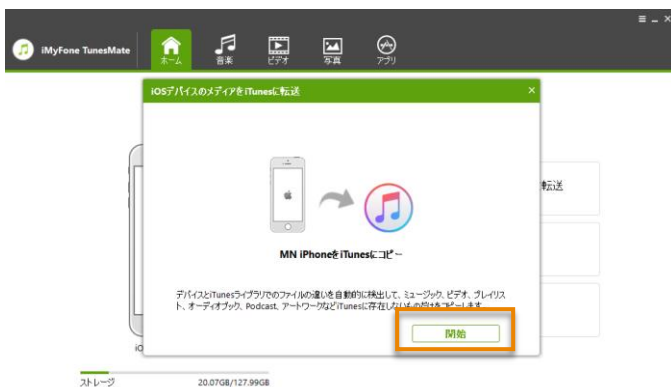 iMyFone TunesMate
ホーム
音楽
ビデオ
写真
アプリ
iOSデバイスのメディアをiTunesに転送
転送
MN iPhoneをiTunesにコピー
デバイスとiTunesライブラリでのファイルの違いを自動的に検出して、ミュージック、ビデオ、プレイリス
ト、オーディオブック、Podcast、アートワークなどiTunesに存在しないもの だけをコピーします
開始
iO
ストレージ
20.07GB/127.99GB